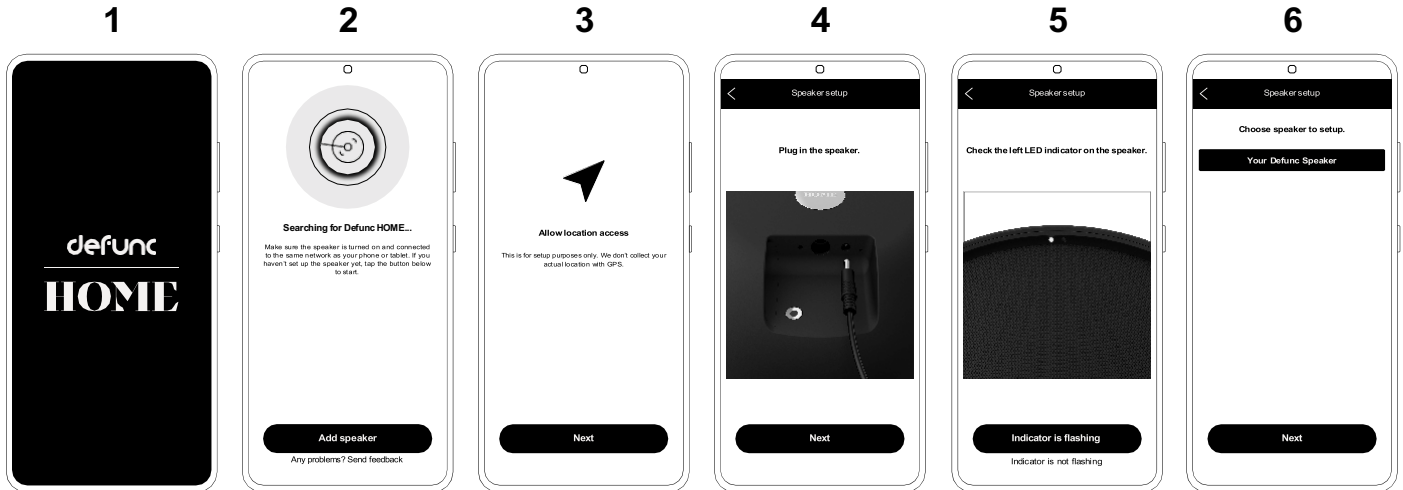 1
2
3
4
5
6
defunc
HOME
Searching for Defunc HOME...
Make sure the speaker is turned on and connected
to the same network as your phone or tablet. If you
haven't set up the speaker yet, tap the button below
to start.
Add speaker
Any problems? Send feedback
Allow location access
This is for setup purposes only. We don't collect your
actual location with GPS.
Next
Speaker setup
Plug in the speaker.
HOME
Next
Speaker setup
Check the left LED indicator on the speaker.
Indicator is flashing
Indicator is not flashing
Speaker setup
Choose speaker to setup.
Your Defunc Speaker
Next